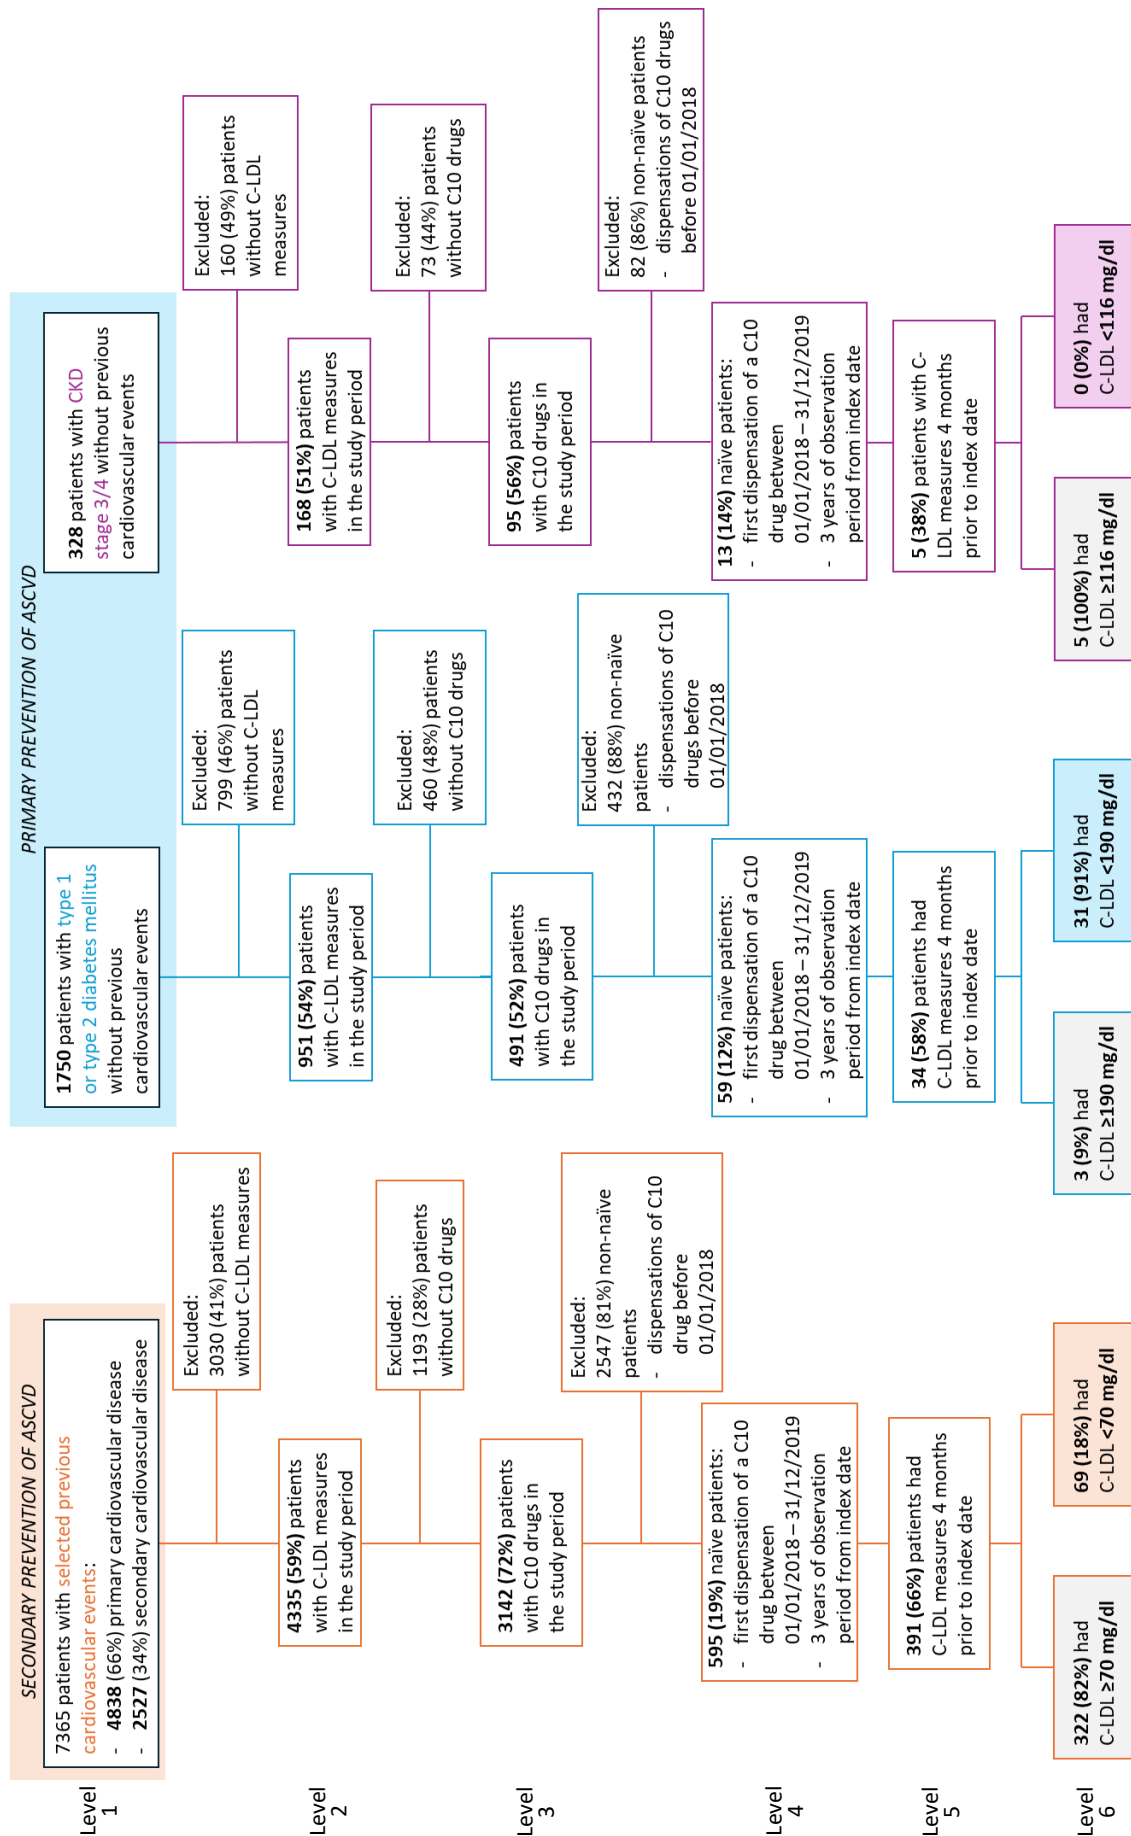 SECONDARY PREVENTION OF ASCVD
PRIMARY PREVENTION OF ASCVD
Level
1
7365 patients with selected previous
cardiovascular events:
- 4838 (66%) primary cardiovascular disease
- 2527 (34%) secondary cardiovascular disease
1750 patients with type 1
or type 2 diabetes mellitus
without previous
cardiovascular events
328 patients with CKD
stage 3/4 without previous
cardiovascular events
Excluded:
3030 (41%) patients
without C-LDL measures
Excluded:
799 (46%) patients
without C-LDL
measures
Excluded:
160 (49%) patients
without C-LDL
measures
Level
2
4335 (59%) patients
with C-LDL measures
in the study period
951 (54%) patients
with C-LDL measures
in the study period
168 (51%) patients
with C-LDL measures
in the study period
Excluded:
1193 (28%) patients
without C10 drugs
Excluded:
460 (48%) patients
without C10 drugs
Excluded:
73 (44%) patients
without C10 drugs
Level
3
3142 (72%) patients
with C10 drugs in
the study period
491 (52%) patients
with C10 drugs in
the study period
95 (56%) patients
with C10 drugs in
the study period
Excluded:
2547 (81%) non-naïve
patients
- dispensations of C10
drug before
01/01/2018
Excluded:
432 (88%) non-naïve
patients
- dispensations of C10
drugs before
01/01/2018
Excluded:
82 (86%) non-naïve patients
- dispensations of C10 drugs
before 01/01/2018
Level
4
595 (19%) naïve patients:
- first dispensation of a C10
drug between
01/01/2018 – 31/12/2019
- 3 years of observation
period from index date
59 (12%) naïve patients:
- first dispensation of a C10
drug between
01/01/2018 – 31/12/2019
- 3 years of observation
period from index date
13 (14%) naïve patients:
- first dispensation of a C10
drug between
01/01/2018 – 31/12/2019
- 3 years of observation
period from index date
Level
5
391 (66%) patients had
C-LDL measures 4 months
prior to index date
34 (58%) patients had
C-LDL measures 4 months
prior to index date
5 (38%) patients with C-
LDL measures 4 months
prior to index date
Level
6
322 (82%) had
C-LDL ≥70 mg/dl
69 (18%) had
C-LDL <70 mg/dl
3 (9%) had
C-LDL ≥190 mg/dl
31 (91%) had
C-LDL <190 mg/dl
5 (100%) had
C-LDL ≥116 mg/dl
0 (0%) had
C-LDL <116 mg/dl